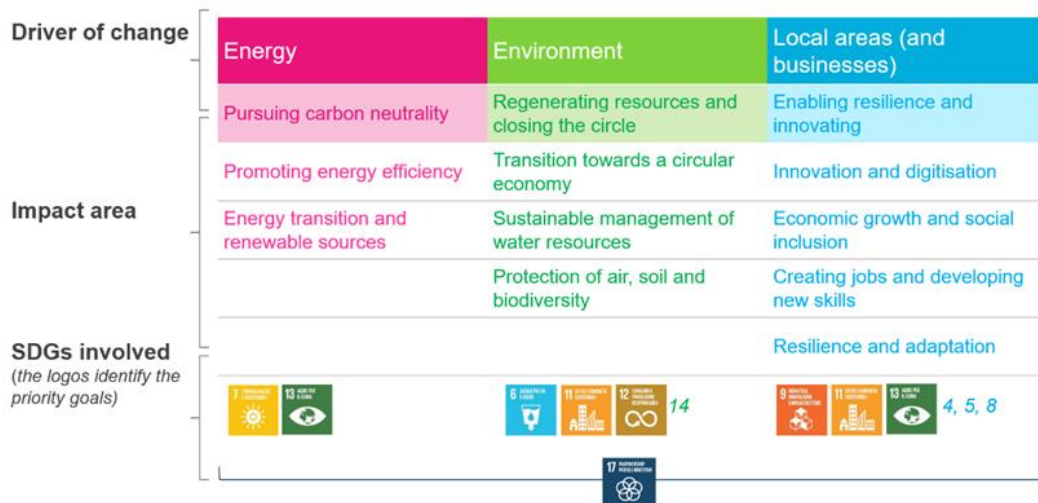 Driver of change
Energy
Environment
Local areas (and
businesses)
Pursuing carbon neutrality
Regenerating resources and
closing the circle
Enabling resilience and
innovating
Impact area
Promoting energy efficiency
Transition towards a circular
economy
Innovation and digitisation
Energy transition and
renewable sources
Sustainable management of
water resources
Economic growth and social
inclusion
Protection of air, soil and
biodiversity
Creating jobs and developing
new skills
Resilience and adaptation
SDGs involved
(the logos identify the
priority goals)
7
13
6
11
12
14
9
11
13
4, 5, 8
17